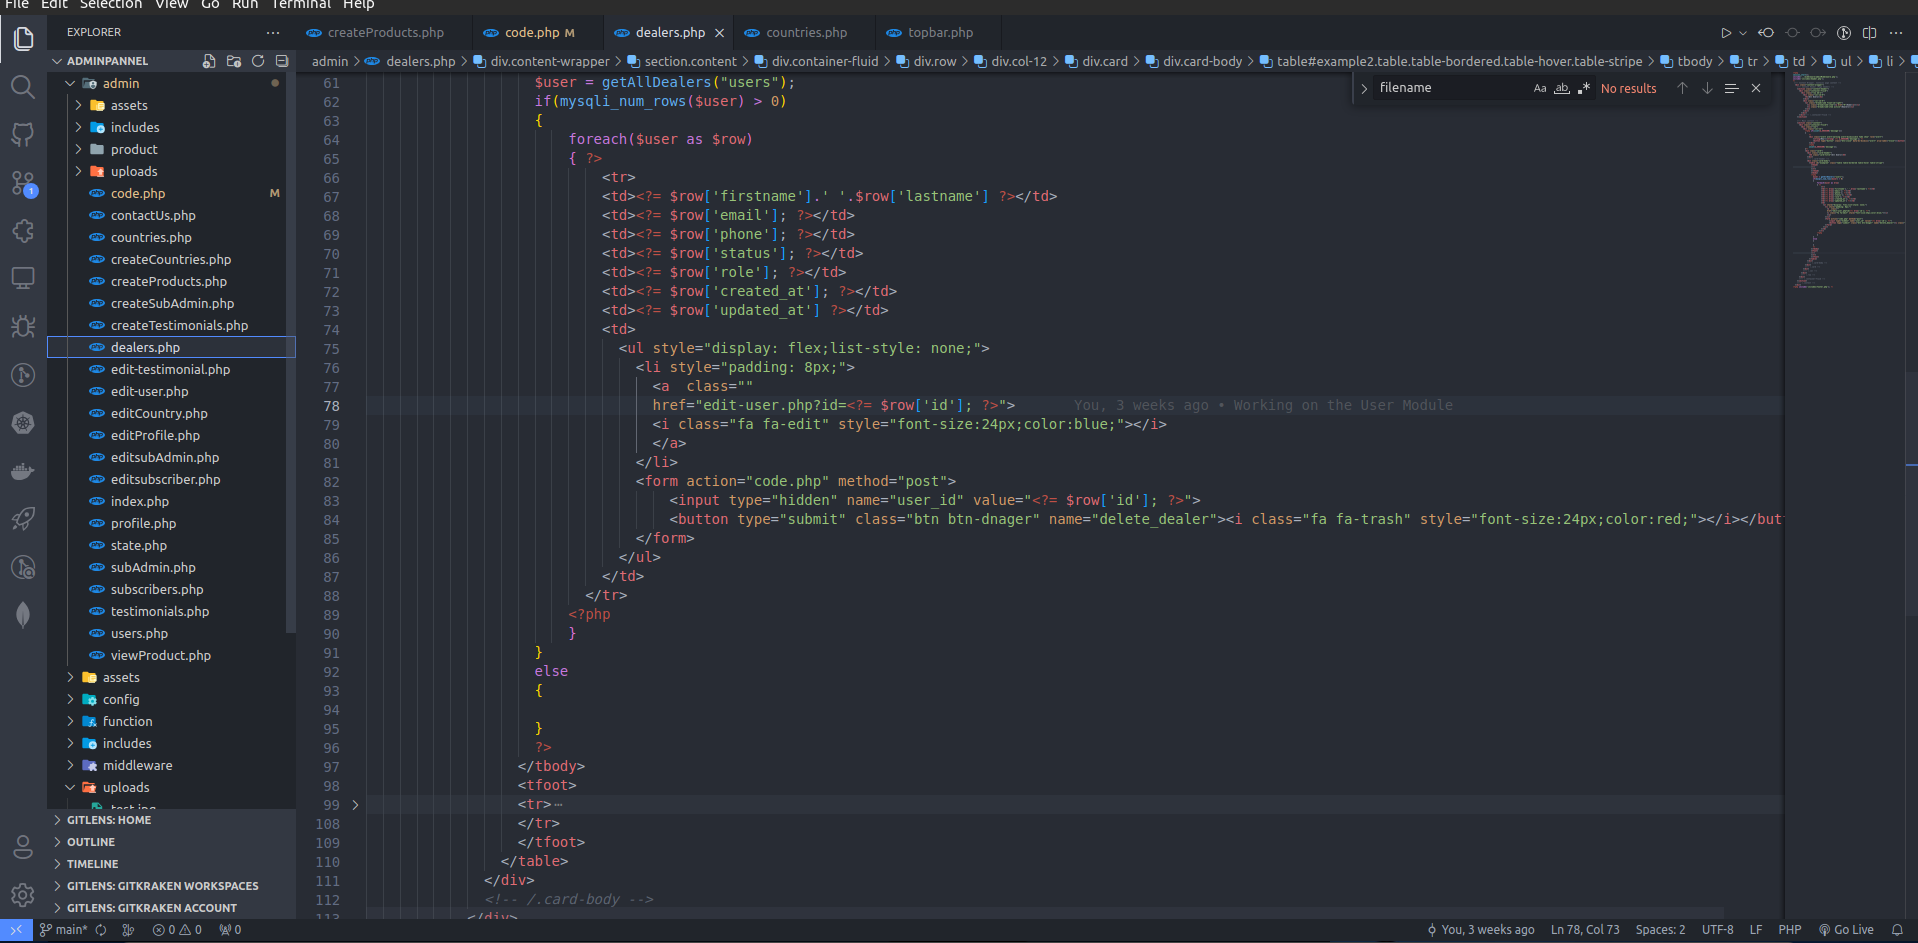 File Edit Selection View Go Run Terminal Help
EXPLORER
createProducts.php
code.php M
dealers.php
countries.php
topbar.php
ADMINPANNEL
admin > dealers.php > div.content-wrapper > section.content > div.container-fluid > div.row > div.col-12 > div.card > div.card-body > table#example2.table.table-bordered.table-hover.table-stripe > tbody > tr > td > ul > li >
filename
Aa ab
No results
admin
assets
includes
product
uploads
code.php M
contactUs.php
countries.php
createCountries.php
createProducts.php
createSubAdmin.php
createTestimonials.php
dealers.php
edit-testimonial.php
edit-user.php
editCountry.php
editProfile.php
editsubAdmin.php
editsubscriber.php
index.php
profile.php
state.php
subAdmin.php
subscribers.php
testimonials.php
users.php
viewProduct.php
assets
config
function
includes
middleware
uploads
GITLENS: HOME
OUTLINE
TIMELINE
GITLENS: GITKRAKEN WORKSPACES
GITLENS: GITKRAKEN ACCOUNT
1
61 $user = getAllDealers("users");
62 if(mysqli_num_rows($user) > 0)
63 {
64 foreach($user as $row)
65 { ?>
66 <tr>
67 <td><?= $row['firstname'].' '.$row['lastname'] ?></td>
68 <td><?= $row['email']; ?></td>
69 <td><?= $row['phone']; ?></td>
70 <td><?= $row['status']; ?></td>
71 <td><?= $row['role']; ?></td>
72 <td><?= $row['created_at']; ?></td>
73 <td><?= $row['updated_at'] ?></td>
74 <td>
75 <ul style="display: flex;list-style: none;">
76 <li style="padding: 8px;">
77 <a  class=""
78 href="edit-user.php?id=<?= $row['id']; ?>"> You, 3 weeks ago • Working on the User Module
79 <i class="fa fa-edit" style="font-size:24px;color:blue;"></i>
80 </a>
81 </li>
82 <form action="code.php" method="post">
83 <input type="hidden" name="user_id" value="<?= $row['id']; ?>">
84 <button type="submit" class="btn btn-dnager" name="delete_dealer"><i class="fa fa-trash" style="font-size:24px;color:red;"></i></but
85 </form>
86 </ul>
87 </td>
88 </tr>
89 <?php
90 }
91 }
92 else
93 {
94
95 }
96 ?>
97 </tbody>
98 <tfoot>
99 <tr>⋯
108 </tr>
109 </tfoot>
110 </table>
111 </div>
112 <!-- /.card-body -->
113 </div>
main* 0 0 0
You, 3 weeks ago Ln 78, Col 73 Spaces: 2 UTF-8 LF PHP Go Live